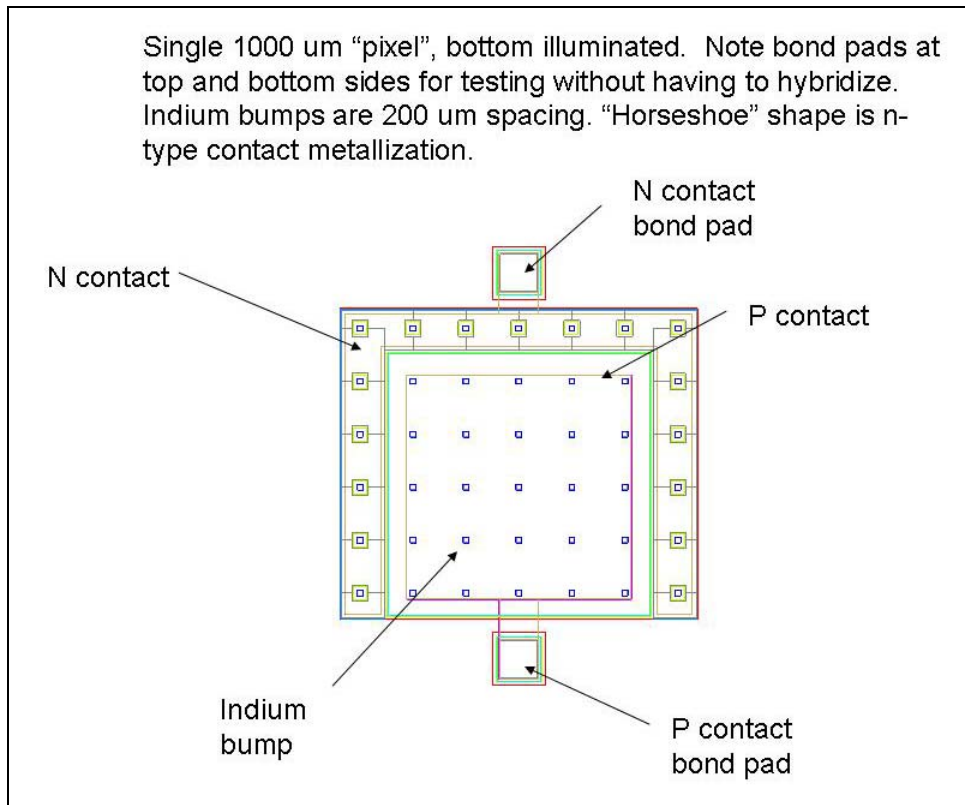 Single 1000 um “pixel”, bottom illuminated.  Note bond pads at
top and bottom sides for testing without having to hybridize.
Indium bumps are 200 um spacing. “Horseshoe” shape is n-
type contact metallization.
N contact
bond pad
N contact
P contact
Indium
bump
P contact
bond pad